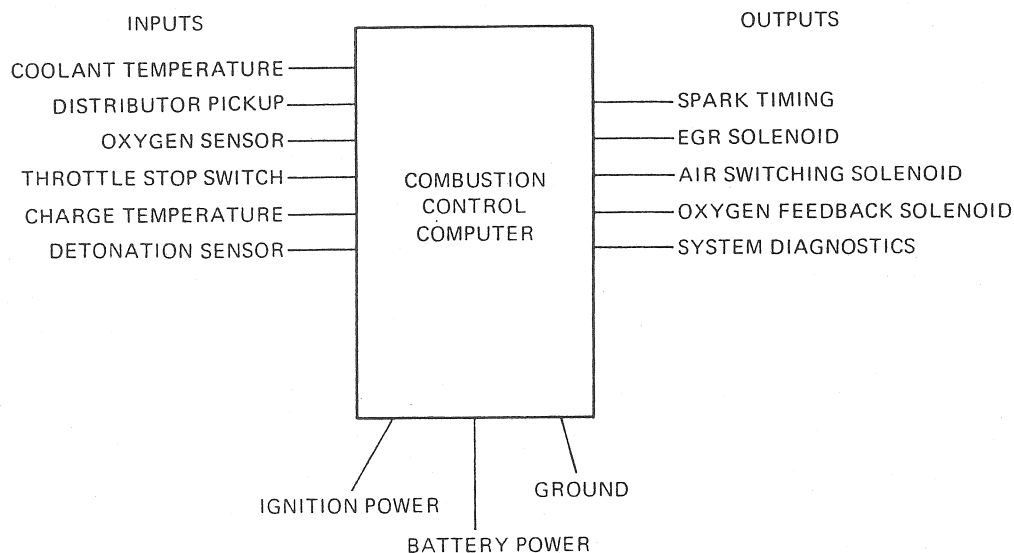 INPUTS
COOLANT TEMPERATURE
DISTRIBUTOR PICKUP
OXYGEN SENSOR
THROTTLE STOP SWITCH
CHARGE TEMPERATURE
DETONATION SENSOR
COMBUSTION
CONTROL
COMPUTER
OUTPUTS
SPARK TIMING
EGR SOLENOID
AIR SWITCHING SOLENOID
OXYGEN FEEDBACK SOLENOID
SYSTEM DIAGNOSTICS
IGNITION POWER
BATTERY POWER
GROUND